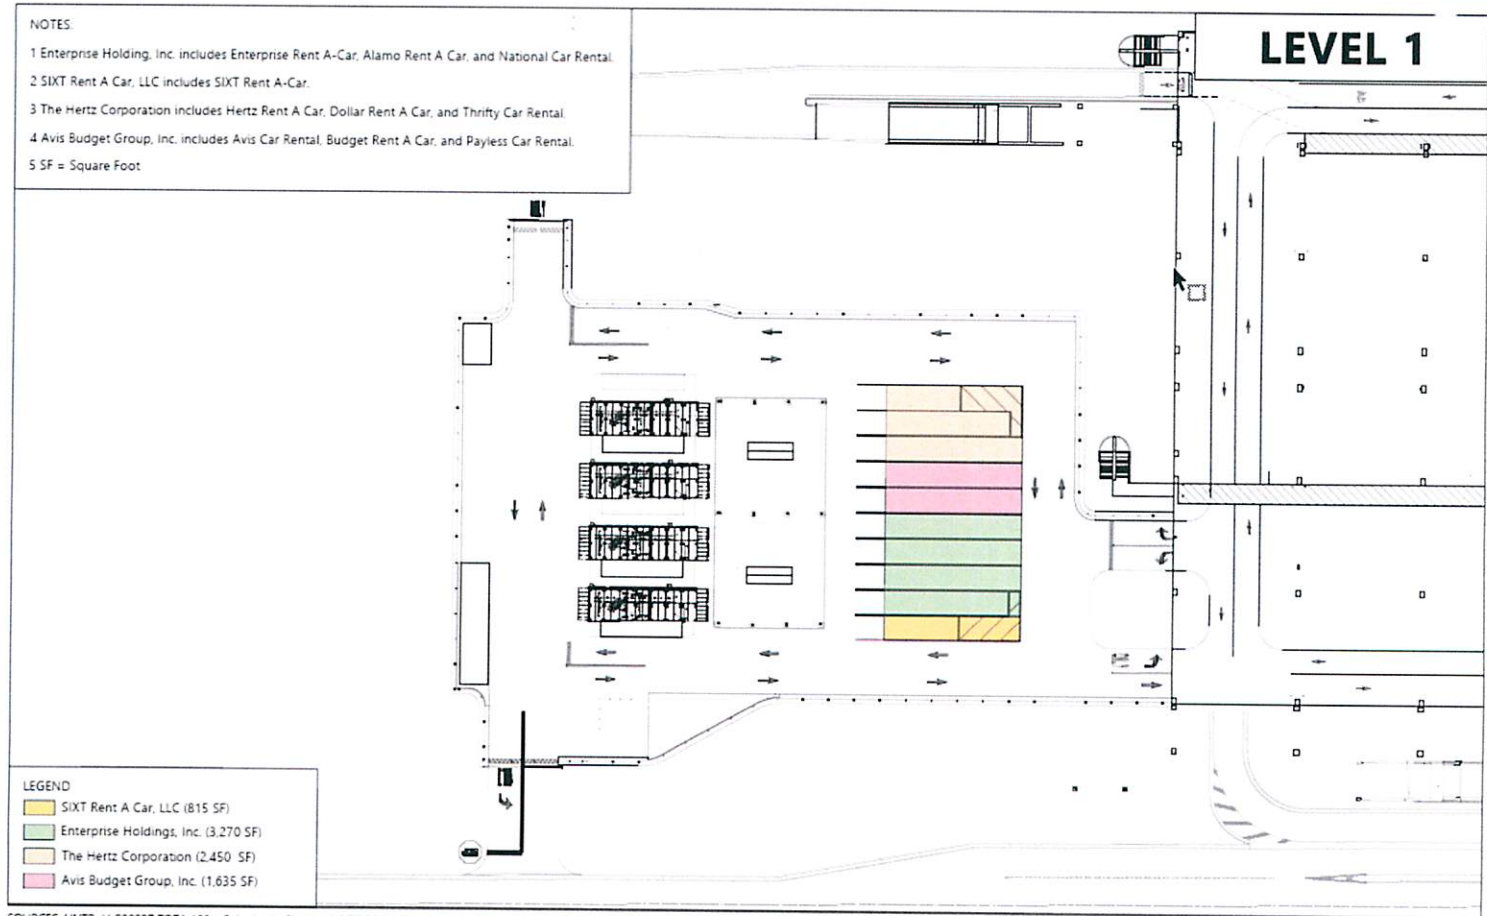 NOTES:
1 Enterprise Holding, Inc. includes Enterprise Rent A-Car, Alamo Rent A Car, and National Car Rental.
2 SIXT Rent A Car, LLC includes SIXT Rent A-Car.
3 The Hertz Corporation includes Hertz Rent A Car, Dollar Rent A Car, and Thrifty Car Rental.
4 Avis Budget Group, Inc. includes Avis Car Rental, Budget Rent A Car, and Payless Car Rental.
5 SF = Square Foot
LEVEL 1
LEGEND
SIXT Rent A Car, LLC (815 SF)
Enterprise Holdings, Inc. (3,270 SF)
The Hertz Corporation (2,450 SF)
Avis Budget Group, Inc. (1,635 SF)